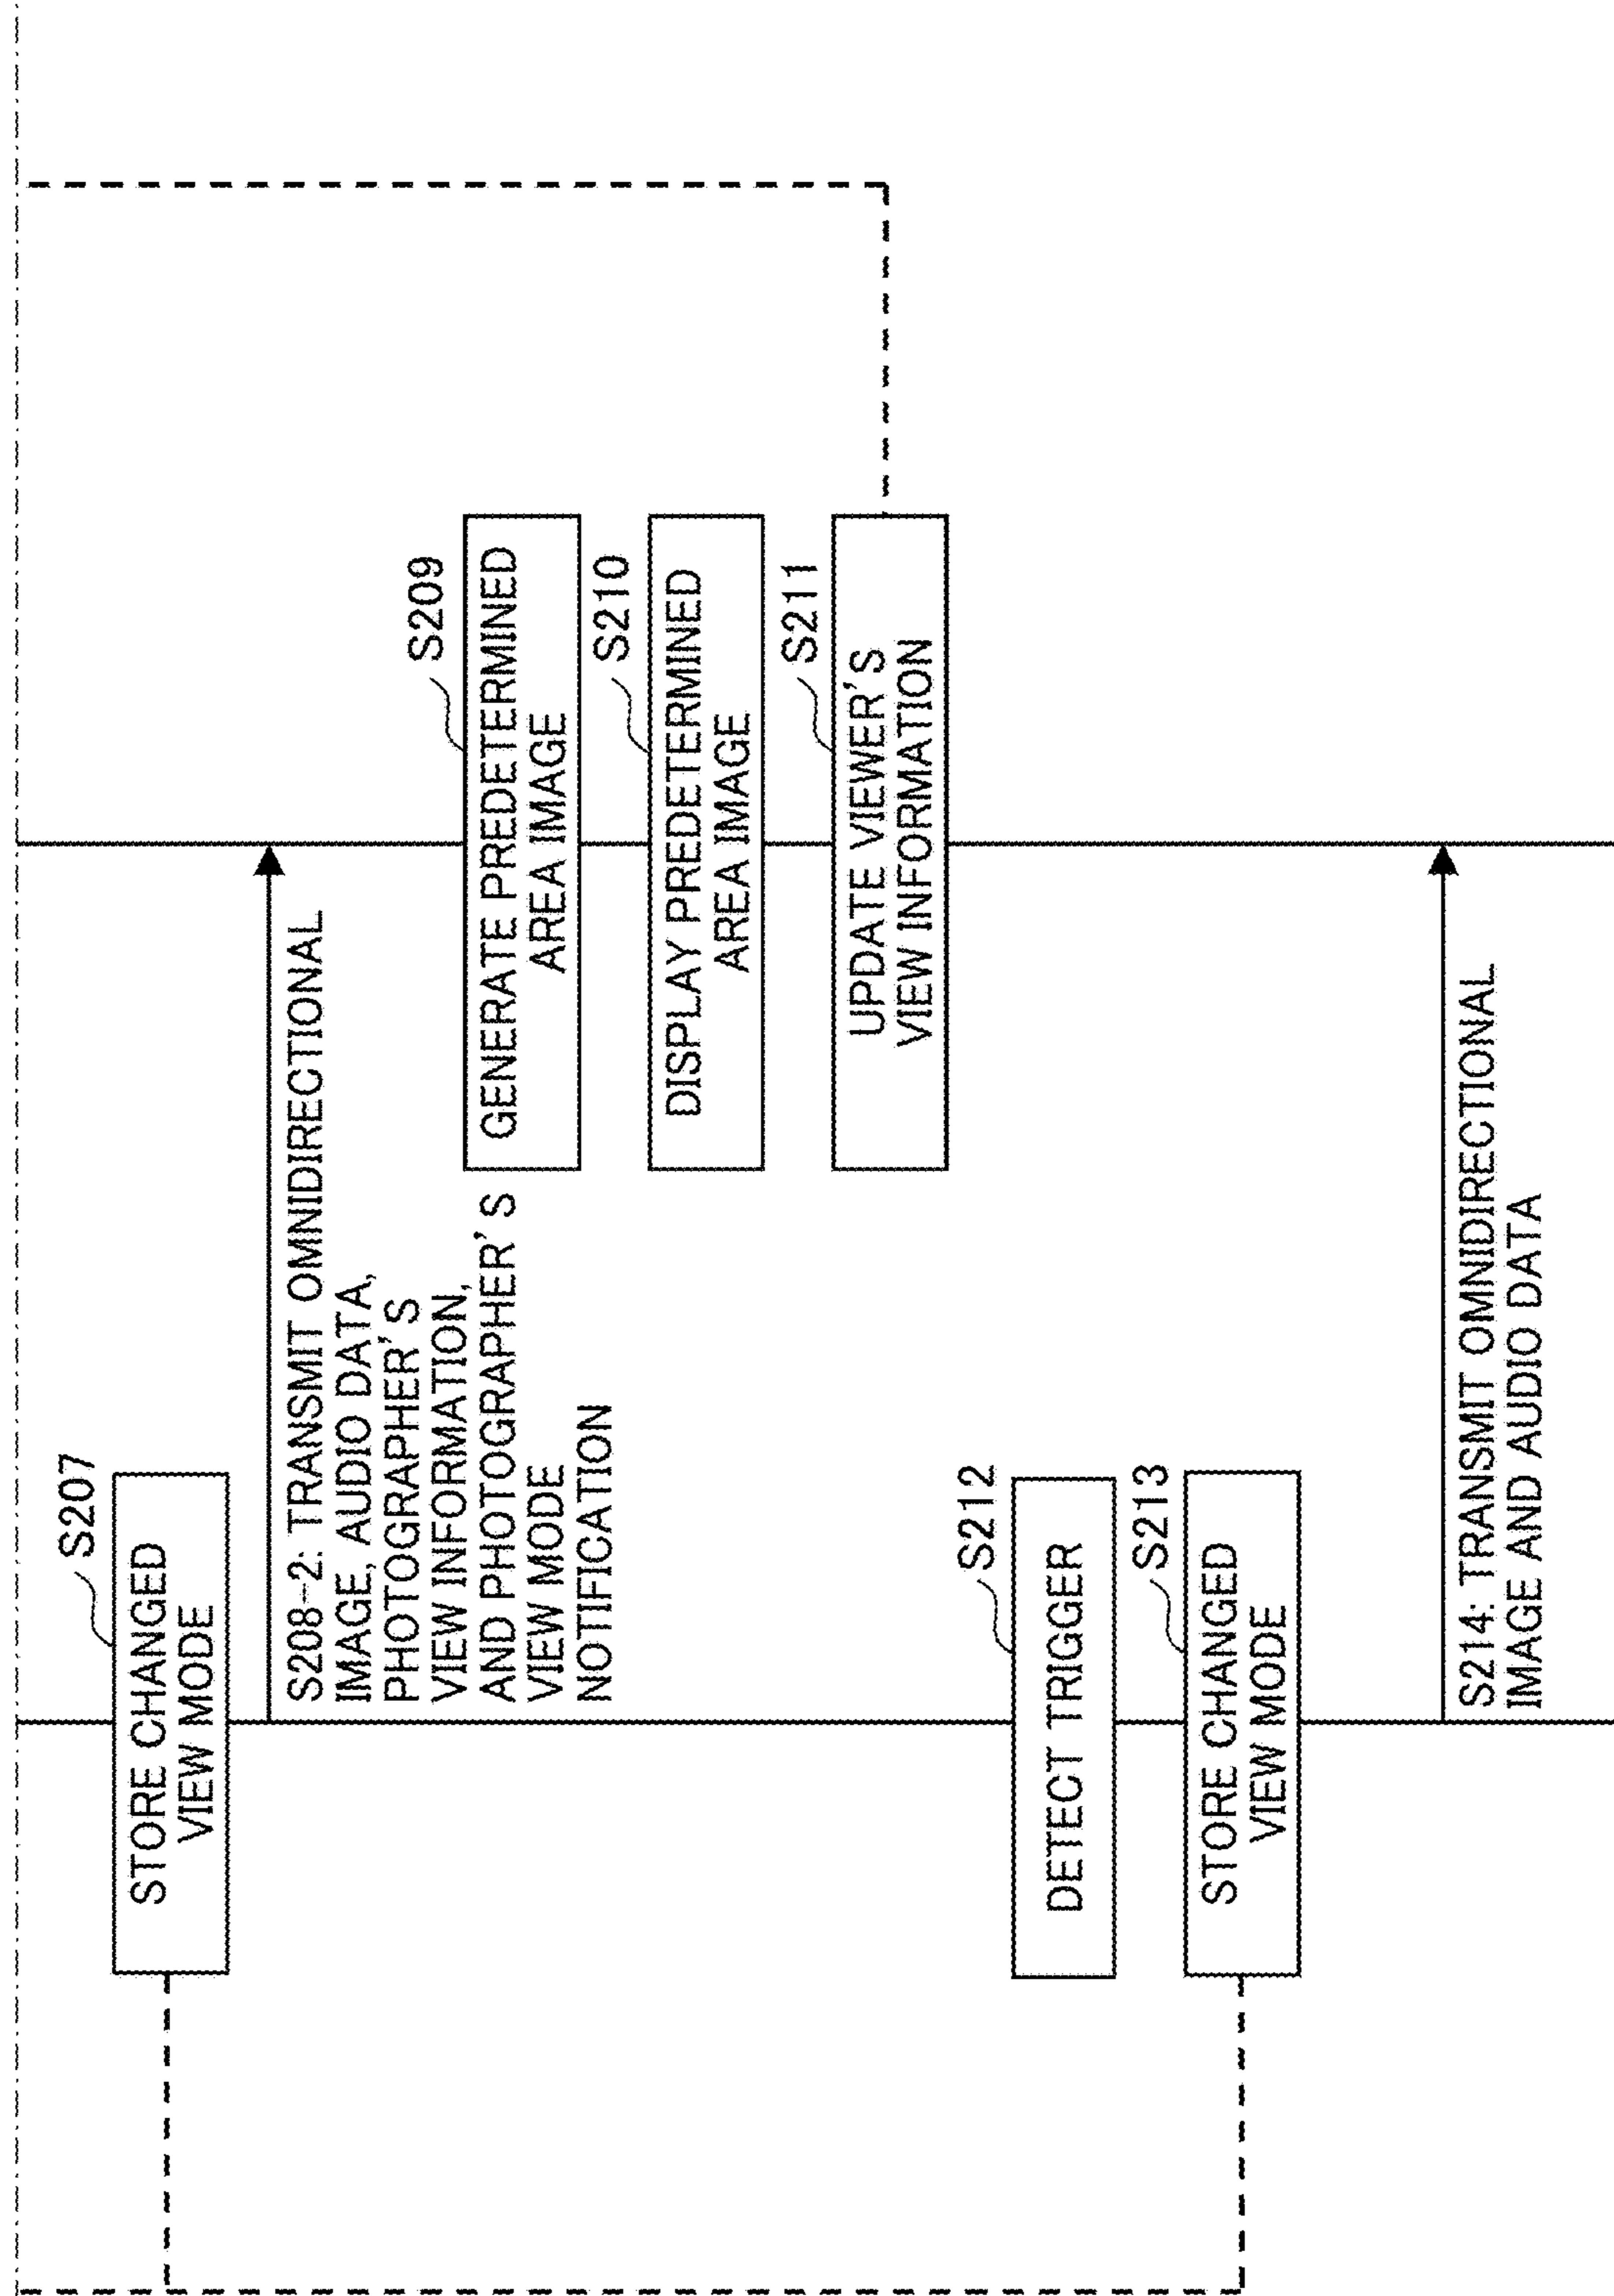 S207
STORE CHANGED
VIEW MODE
S208-2: TRANSMIT OMNIDIRECTIONAL
IMAGE, AUDIO DATA,
PHOTOGRAPHER'S
VIEW INFORMATION,
AND PHOTOGRAPHER'S
VIEW MODE
NOTIFICATION
S209
GENERATE PREDETERMINED
AREA IMAGE
S210
DISPLAY PREDETERMINED
AREA IMAGE
S211
UPDATE VIEWER'S
VIEW INFORMATION
S212
DETECT TRIGGER
S213
STORE CHANGED
VIEW MODE
S214: TRANSMIT OMNIDIRECTIONAL
IMAGE AND AUDIO DATA